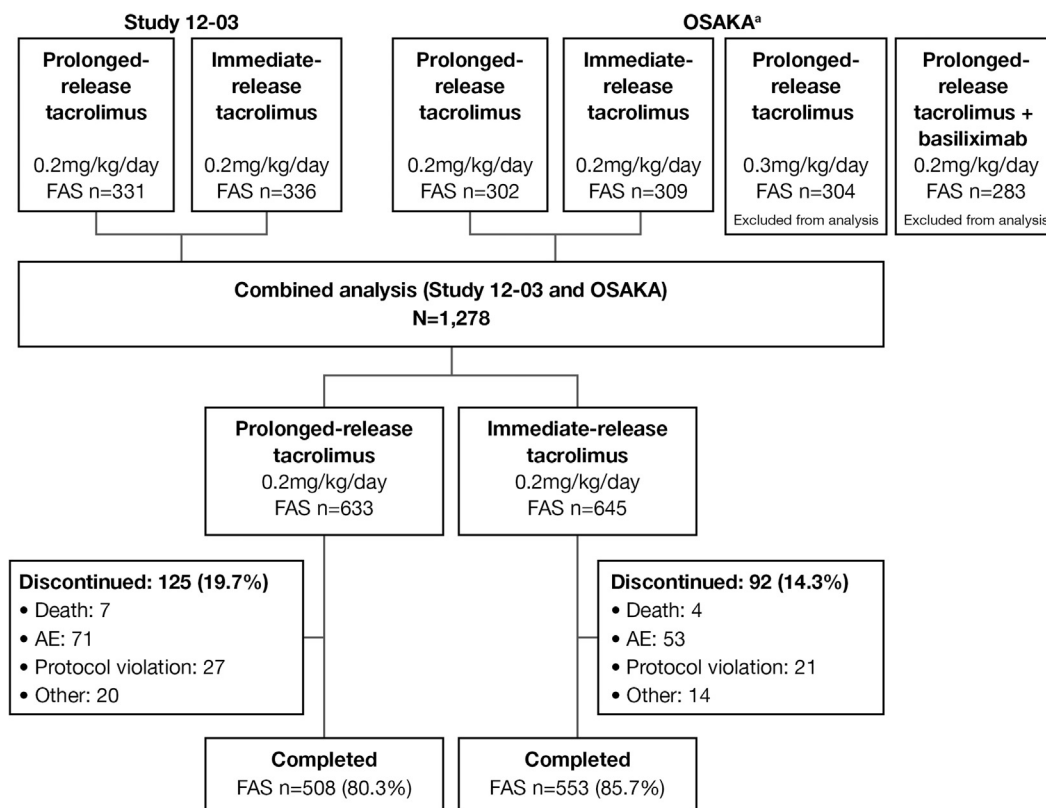 Study 12-03
OSAKAᵃ
Prolonged-
release
tacrolimus
0.2mg/kg/day
FAS n=331
Immediate-
release
tacrolimus
0.2mg/kg/day
FAS n=336
Prolonged-
release
tacrolimus
0.2mg/kg/day
FAS n=302
Immediate-
release
tacrolimus
0.2mg/kg/day
FAS n=309
Prolonged-
release
tacrolimus
0.3mg/kg/day
FAS n=304
Excluded from analysis
Prolonged-
release
tacrolimus +
basiliximab
0.2mg/kg/day
FAS n=283
Excluded from analysis
Combined analysis (Study 12-03 and OSAKA)
N=1,278
Prolonged-release
tacrolimus
0.2mg/kg/day
FAS n=633
Immediate-release
tacrolimus
0.2mg/kg/day
FAS n=645
Discontinued: 125 (19.7%)
• Death: 7
• AE: 71
• Protocol violation: 27
• Other: 20
Discontinued: 92 (14.3%)
• Death: 4
• AE: 53
• Protocol violation: 21
• Other: 14
Completed
FAS n=508 (80.3%)
Completed
FAS n=553 (85.7%)